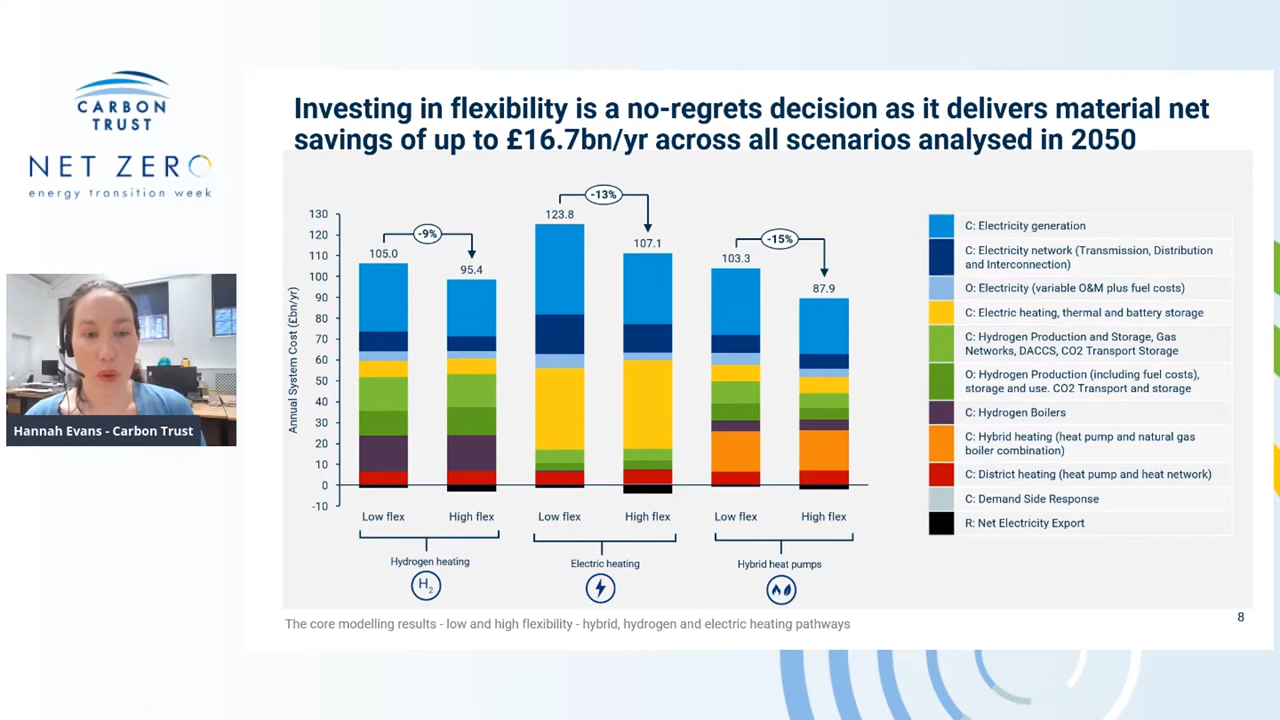 CARBON
TRUST
NET ZERO
energy transition week
Hannah Evans - Carbon Trust
Investing in flexibility is a no-regrets decision as it delivers material net
savings of up to £16.7bn/yr across all scenarios analysed in 2050
Annual System Cost (£bn/yr)
130
120
110
100
90
80
70
60
50
40
30
20
10
0
-10
-9%
105.0
95.4
-13%
123.8
107.1
-15%
103.3
87.9
Low flex
High flex
Low flex
High flex
Low flex
High flex
Hydrogen heating
H2
Electric heating
Hybrid heat pumps
C: Electricity generation
C: Electricity network (Transmission, Distribution
and Interconnection)
O: Electricity (variable O&M plus fuel costs)
C: Electric heating, thermal and battery storage
C: Hydrogen Production and Storage, Gas
Networks, DACCS, CO2 Transport Storage
O: Hydrogen Production (including fuel costs),
storage and use. CO2 Transport and storage
C: Hydrogen Boilers
C: Hybrid heating (heat pump and natural gas
boiler combination)
C: District heating (heat pump and heat network)
C: Demand Side Response
R: Net Electricity Export
The core modelling results - low and high flexibility - hybrid, hydrogen and electric heating pathways
8